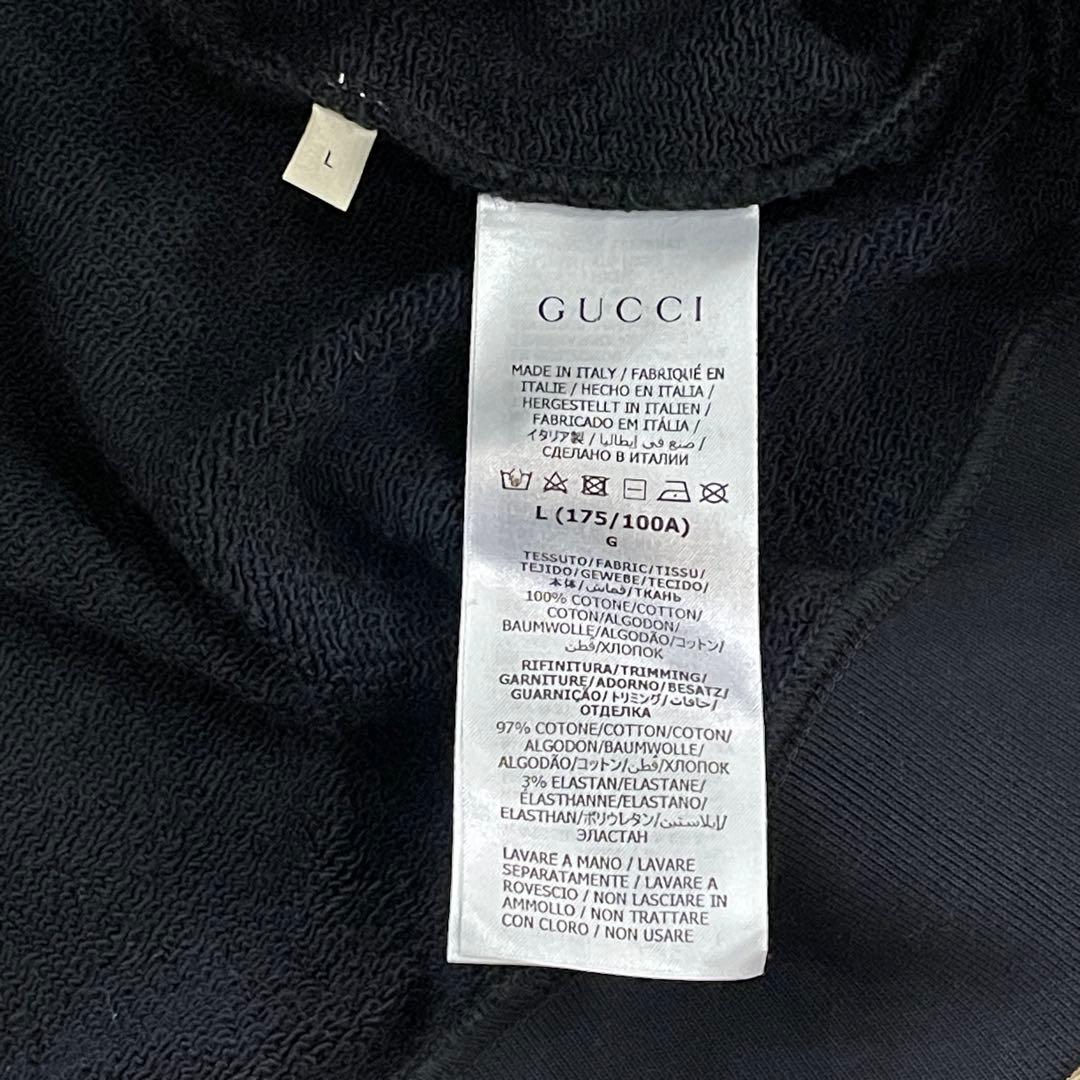 L
GUCCI
MADE IN ITALY / FABRIQUÉ EN
ITALIE / HECHO EN ITALIA /
HERGESTELLT IN ITALIEN /
FABRICADO EM ITÁLIA /
イタリア製 / صنع في إيطاليا /
СДЕЛАНО В ИТАЛИИ
L (175/100A)
G
TESSUTO/FABRIC/TISSU/
TEJIDO/GEWEBE/TECIDO/
本体/قماش/ТКАНЬ
100% COTONE/COTTON/
COTON/ALGODON/
BAUMWOLLE/ALGODÃO/コットン/
قطن/ХЛОПОК
RIFINITURA/TRIMMING/
GARNITURE/ADORNO/BESATZ/
GUARNIÇÃO/トリミング/حافات/
ОТДЕЛКА
97% COTONE/COTTON/COTON/
ALGODON/BAUMWOLLE/
ALGODÃO/コットン/قطن/ХЛОПОК
3% ELASTAN/ELASTANE/
ÉLASTHANNE/ELASTANO/
ELASTHAN/ポリウレタン/إيلاستين/
ЭЛАСТАН
LAVARE A MANO / LAVARE
SEPARATAMENTE / LAVARE A
ROVESCIO / NON LASCIARE IN
AMMOLLO / NON TRATTARE
CON CLORO / NON USARE